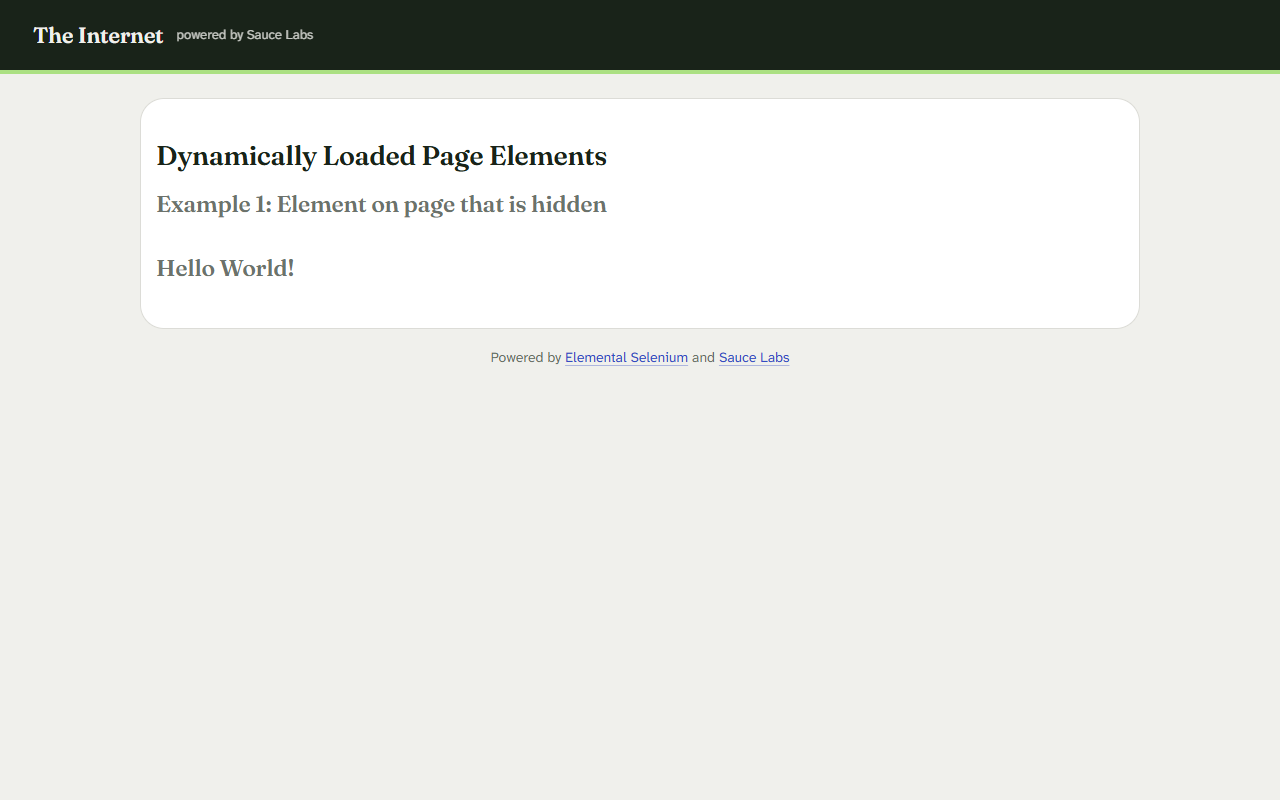 The Internet powered by Sauce Labs
Dynamically Loaded Page Elements
Example 1: Element on page that is hidden
Hello World!
Powered by Elemental Selenium and Sauce Labs